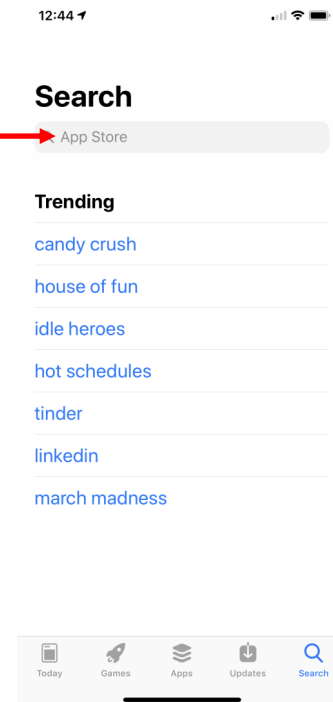 12:44
Search
App Store
Trending
candy crush
house of fun
idle heroes
hot schedules
tinder
linkedin
march madness
Today Games Apps Updates Search